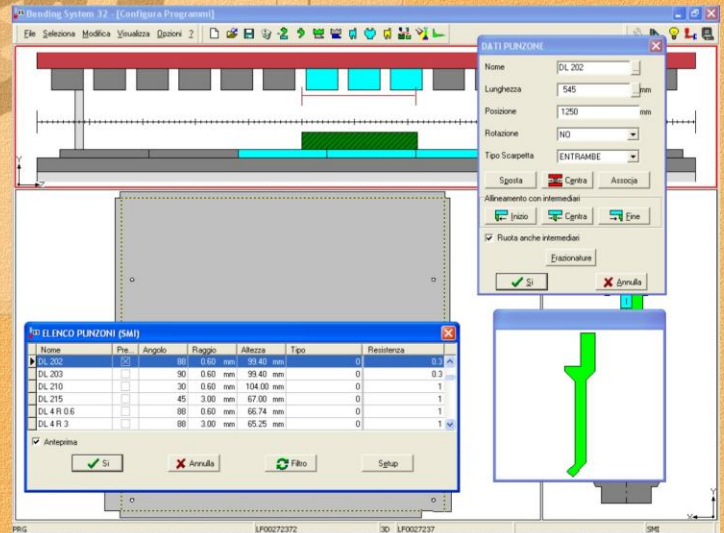 Bending System 32 - [Configura Programmi]
File Seleziona Modifica Visualizza Opzioni ?
DATI PUNZONE
Nome DL 202 ...
Lunghezza 545 ... mm
Posizione 1250 mm
Rotazione NO
Tipo Scarpetta ENTRAMBE
Sposta Centra Associa
Allineamento con intermediari
Inizio Centra Fine
Ruota anche intermediari
Frazionature
Si Annulla
Y
Z
ELENCO PUNZONI (SMI)
Nome Pre... Angolo Raggio Altezza Tipo Resistenza
DL 202 88 0.60 mm 99.40 mm 0 0.3
DL 203 90 0.60 mm 99.40 mm 0 0.3
DL 210 30 0.60 mm 104.00 mm 0 1
DL 215 45 3.00 mm 67.00 mm 0 1
DL 4 R 0.6 88 0.60 mm 66.74 mm 0 1
DL 4 R 3 88 3.00 mm 65.25 mm 0 1
Anteprima
Si Annulla Filtro Setup
Y
X
PRG LF00272372 3D LF0027237 SMI